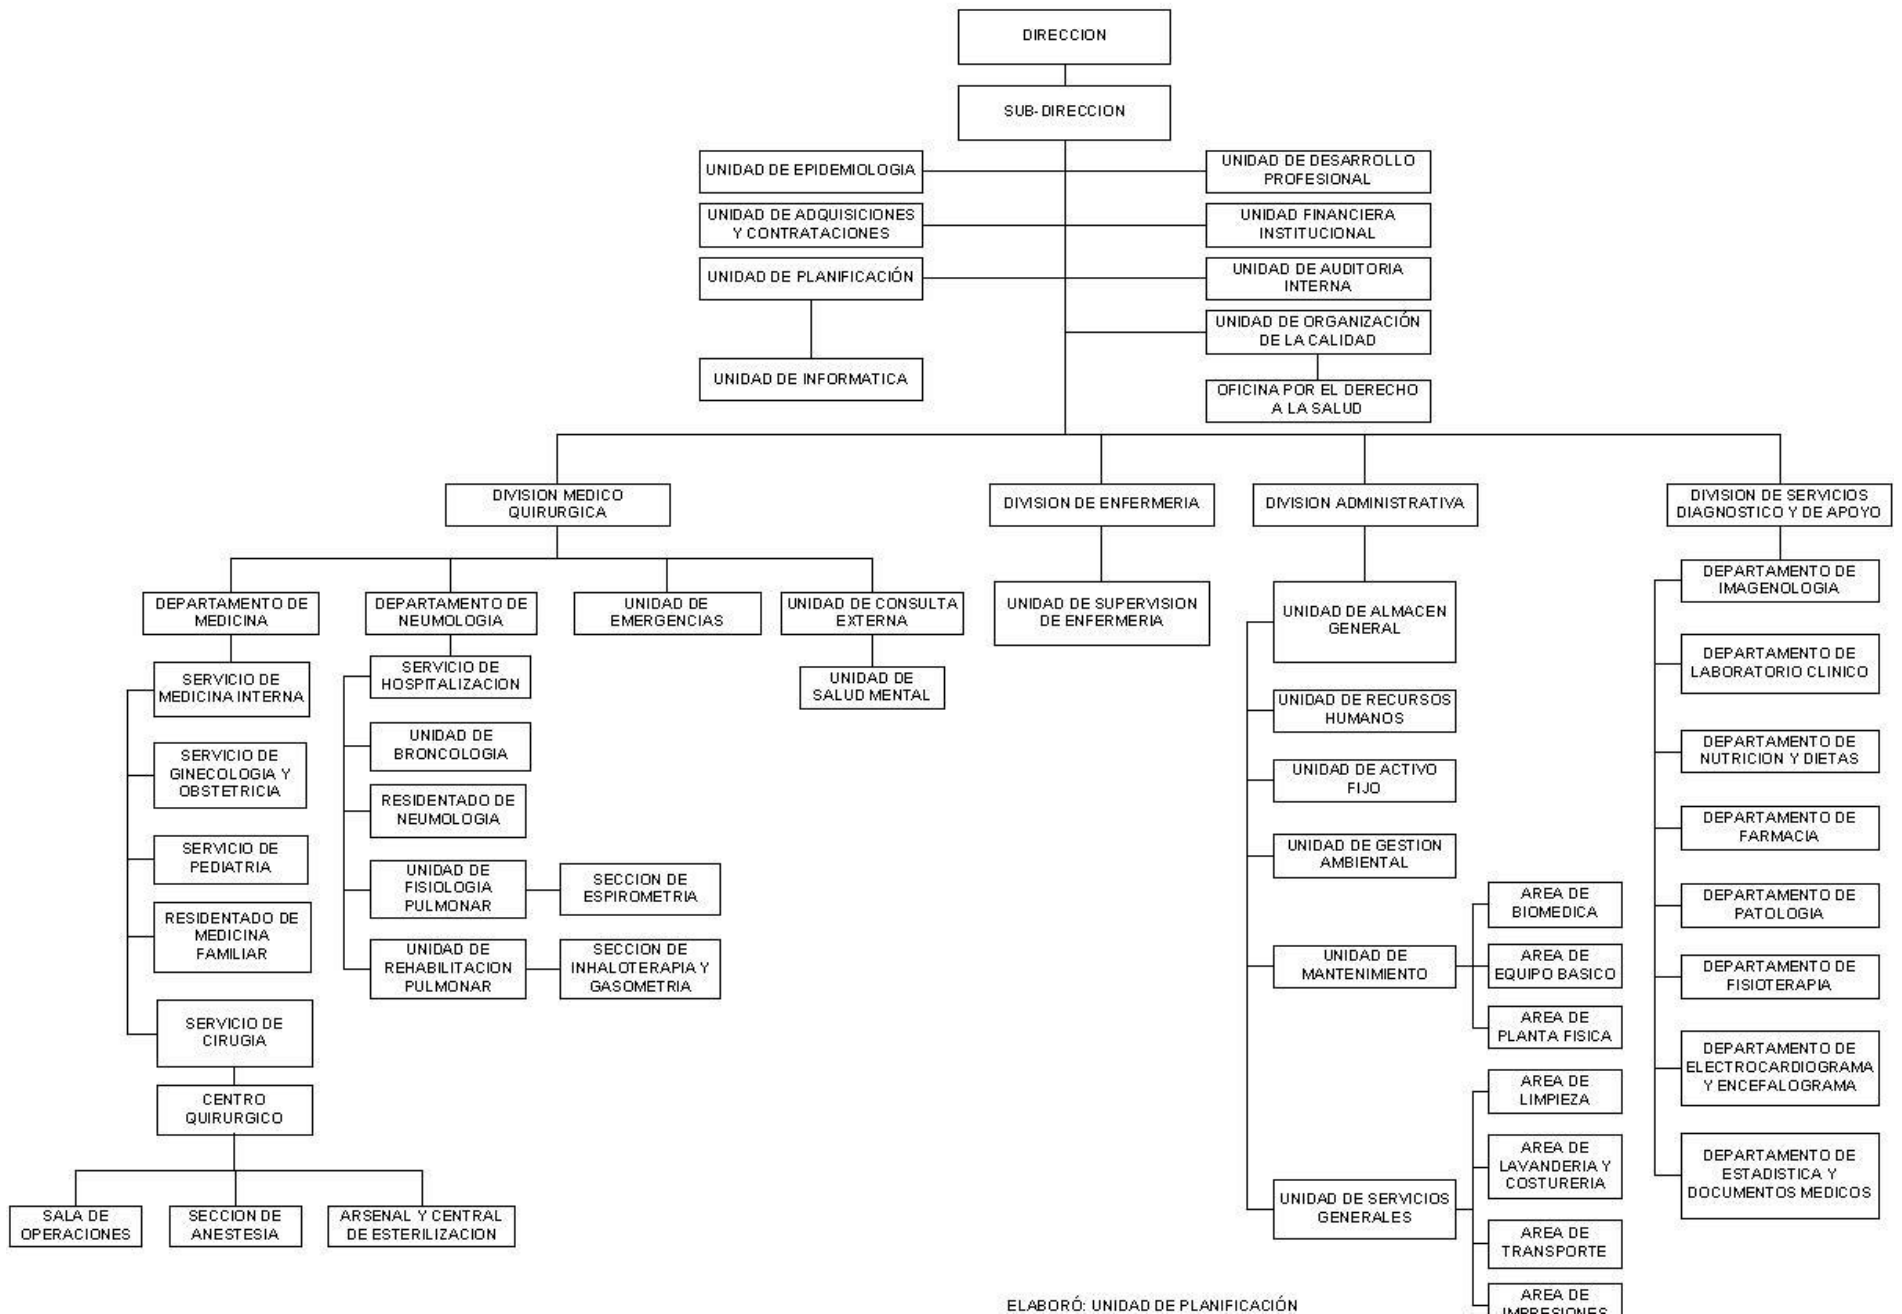 DIRECCION
SUB-DIRECCION
UNIDAD DE EPIDEMIOLOGIA
UNIDAD DE DESARROLLO
PROFESIONAL
UNIDAD DE ADQUISICIONES
Y CONTRATACIONES
UNIDAD FINANCIERA
INSTITUCIONAL
UNIDAD DE PLANIFICACIÓN
UNIDAD DE AUDITORIA
INTERNA
UNIDAD DE ORGANIZACIÓN
DE LA CALIDAD
UNIDAD DE INFORMATICA
OFICINA POR EL DERECHO
A LA SALUD
DIVISION MEDICO
QUIRURGICA
DIVISION DE ENFERMERIA
DIVISION ADMINISTRATIVA
DIVISION DE SERVICIOS
DIAGNOSTICO Y DE APOYO
DEPARTAMENTO DE
MEDICINA
DEPARTAMENTO DE
NEUMOLOGIA
UNIDAD DE
EMERGENCIAS
UNIDAD DE CONSULTA
EXTERNA
UNIDAD DE
SALUD MENTAL
SERVICIO DE
MEDICINA INTERNA
SERVICIO DE
GINECOLOGIA Y
OBSTETRICIA
SERVICIO DE
PEDIATRIA
RESIDENTADO DE
MEDICINA
FAMILIAR
SERVICIO DE
CIRUGIA
CENTRO
QUIRURGICO
SALA DE
OPERACIONES
SECCION DE
ANESTESIA
ARSENAL Y CENTRAL
DE ESTERILIZACION
SERVICIO DE
HOSPITALIZACION
UNIDAD DE
BRONCOLOGIA
RESIDENTADO DE
NEUMOLOGIA
UNIDAD DE
FISIOLOGIA
PULMONAR
SECCION DE
ESPIROMETRIA
UNIDAD DE
REHABILITACION
PULMONAR
SECCION DE
INHALOTERAPIA Y
GASOMETRIA
UNIDAD DE SUPERVISION
DE ENFERMERIA
UNIDAD DE ALMACEN
GENERAL
UNIDAD DE RECURSOS
HUMANOS
UNIDAD DE ACTIVO
FIJO
UNIDAD DE GESTION
AMBIENTAL
UNIDAD DE
MANTENIMIENTO
AREA DE
BIOMEDICA
AREA DE
EQUIPO BASICO
AREA DE
PLANTA FISICA
UNIDAD DE SERVICIOS
GENERALES
AREA DE
LIMPIEZA
AREA DE
LAVANDERIA Y
COSTURERIA
AREA DE
TRANSPORTE
AREA DE
IMPRESIONES
DEPARTAMENTO DE
IMAGENOLOGIA
DEPARTAMENTO DE
LABORATORIO CLINICO
DEPARTAMENTO DE
NUTRICION Y DIETAS
DEPARTAMENTO DE
FARMACIA
DEPARTAMENTO DE
PATOLOGIA
DEPARTAMENTO DE
FISIOTERAPIA
DEPARTAMENTO DE
ELECTROCARDIOGRAMA
Y ENCEFALOGRAMA
DEPARTAMENTO DE
ESTADISTICA Y
DOCUMENTOS MEDICOS
ELABORÓ: UNIDAD DE PLANIFICACIÓN